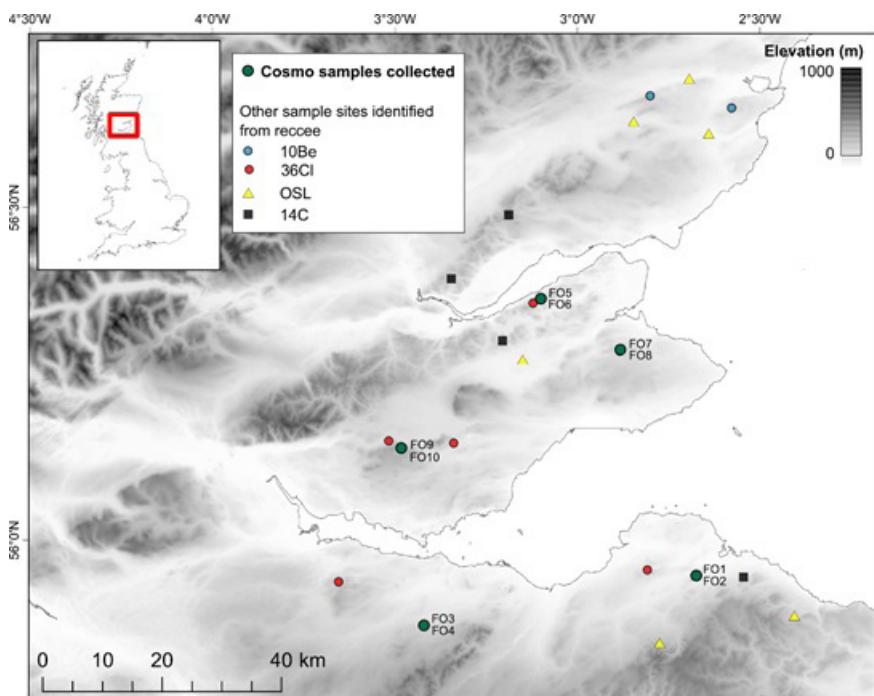 4°30'W 4°0'W 3°30'W 3°0'W 2°30'W
Elevation (m)
1000
0
Cosmo samples collected
Other sample sites identified
from reccee
10Be
36Cl
OSL
14C
56°30'N
FO5
FO6
FO7
FO8
FO9
FO10
56°0'N
FO1
FO2
FO3
FO4
0 10 20 40 km